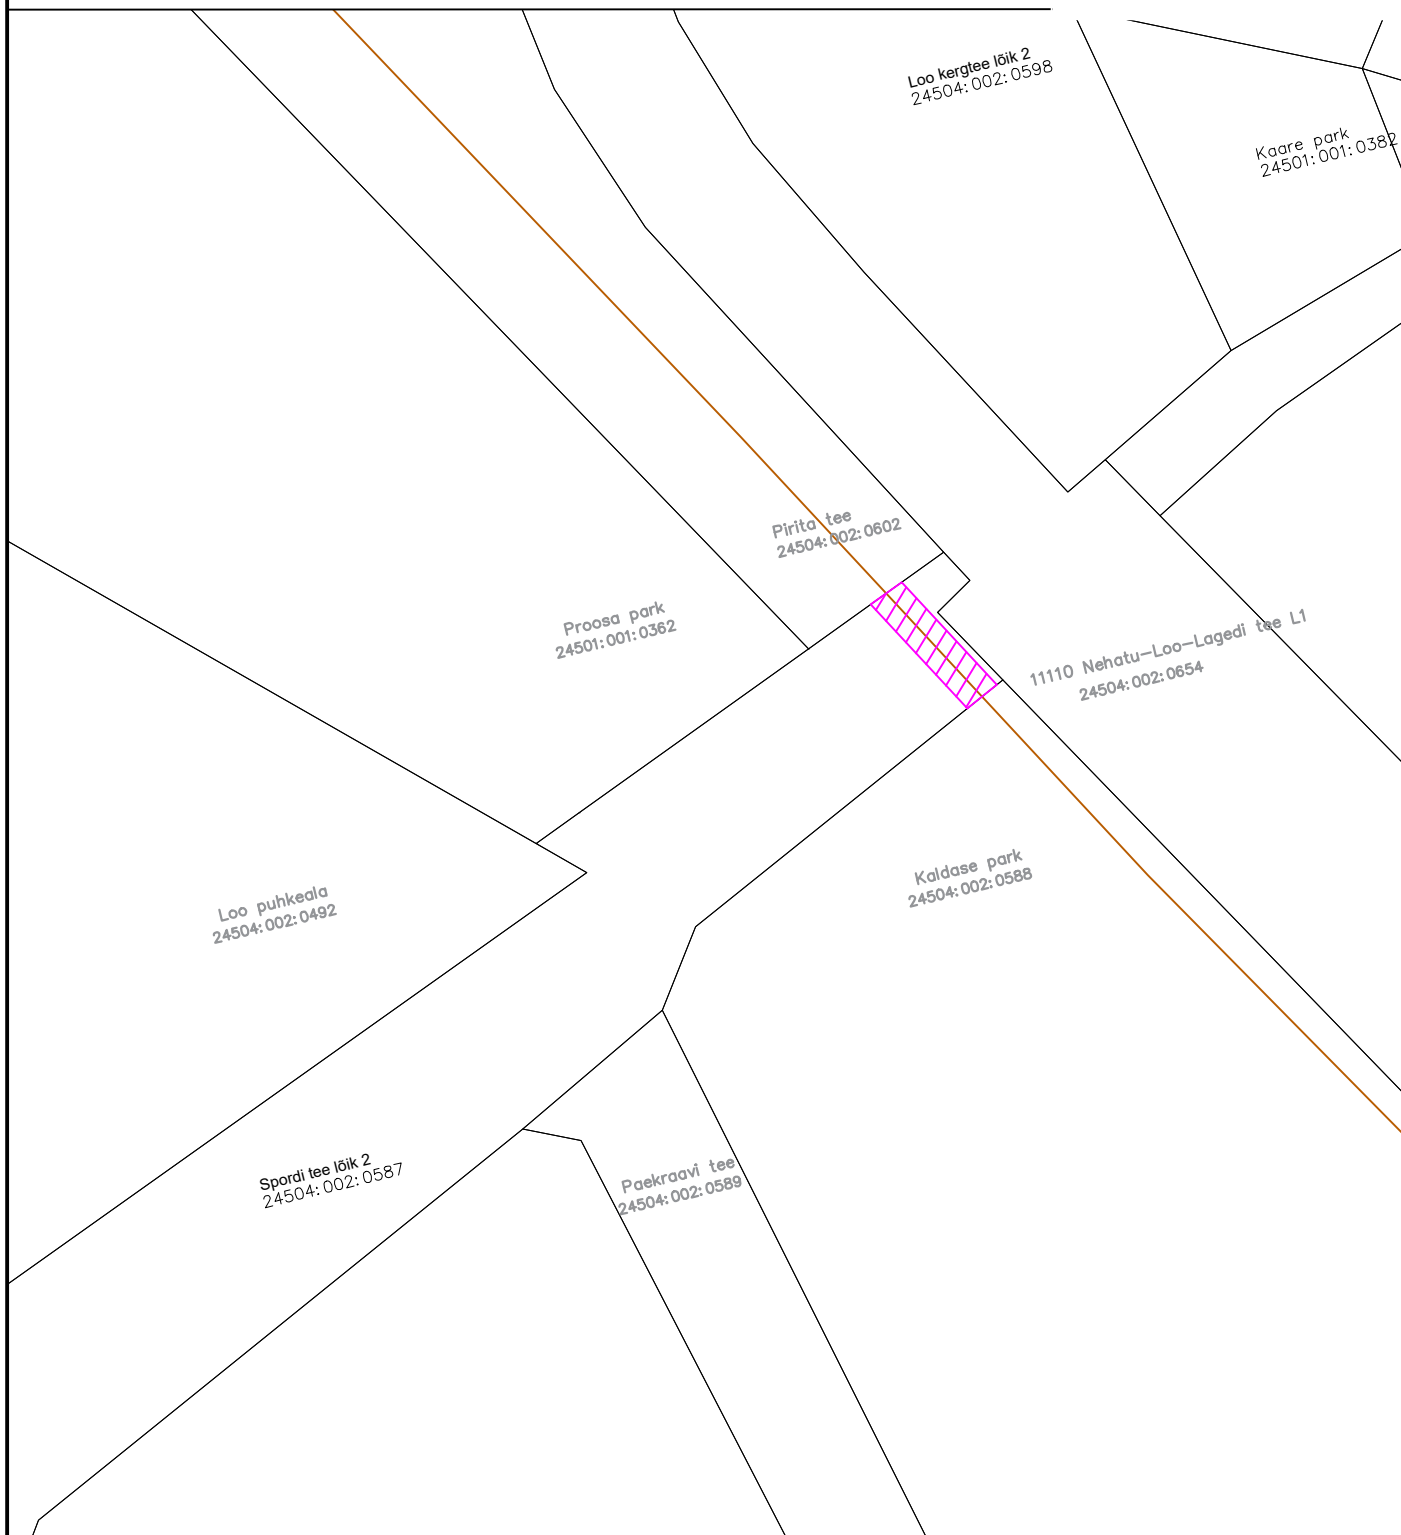 Loo kergtee lõik 2
24504:002:0598
Kaare park
24501:001:0382
Pirita tee
24504:002:0602
Proosa park
24501:001:0362
11110 Nehatu-Loo-Lagedi tee L1
24504:002:0654
Kaldase park
24504:002:0588
Loo puhkeala
24504:002:0492
Spordi tee lõik 2
24504:002:0587
Paekraavi tee
24504:002:0589